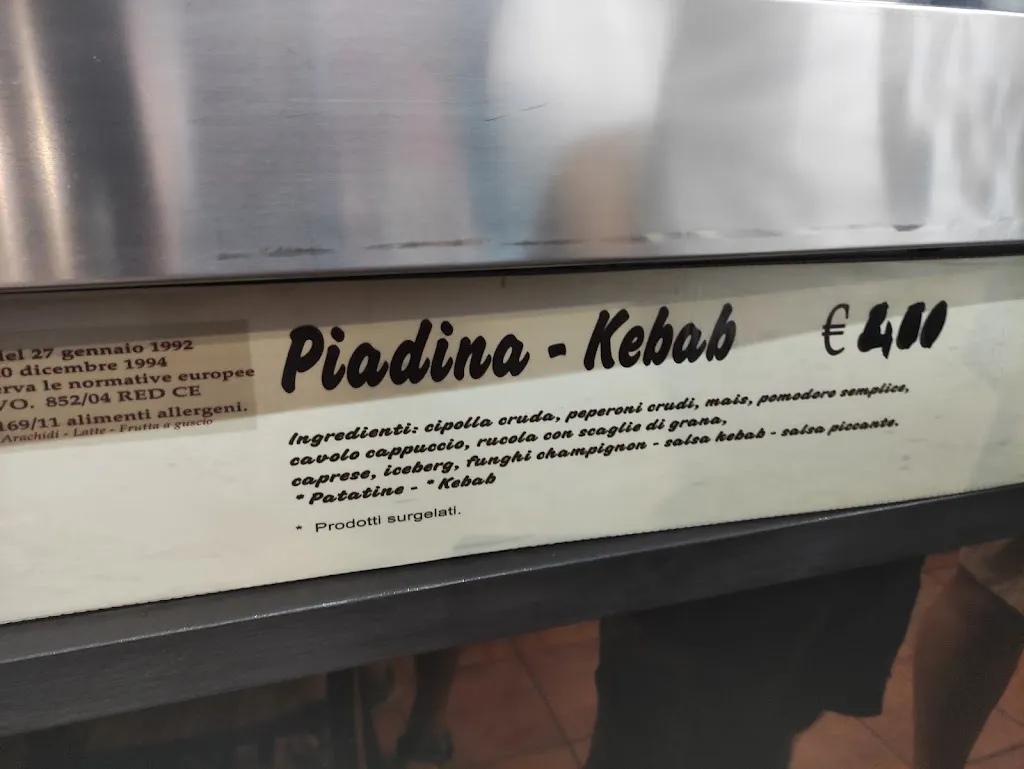 del 27 gennaio 1992
dicembre 1994
le normative europee
852/04 RED CE
169/11 alimenti allergeni.
Arachidi - Latte - Frutta a guscio
Piadina - Kebab €
Ingredienti: cipolla cruda, peperoni crudi, mais, pomodoro semplice,
cavolo cappuccio, rucola con scaglie di grana,
caprese, iceberg, funghi champignon - salsa kebab - salsa piccante.
* Patatine - * Kebab
* Prodotti surgelati.